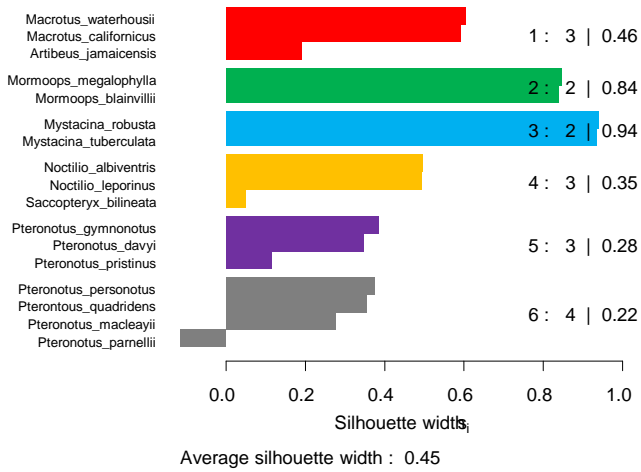 Macrotus_waterhousii
Macrotus_californicus
Artibeus_jamaicensis
1 : 3 | 0.46
Mormoops_megalophylla
Mormoops_blainvillii
2 : 2 | 0.84
Mystacina_robusta
Mystacina_tuberculata
3 : 2 | 0.94
Noctilio_albiventris
Noctilio_leporinus
Saccopteryx_bilineata
4 : 3 | 0.35
Pteronotus_gymnonotus
Pteronotus_davyi
Pteronotus_pristinus
5 : 3 | 0.28
Pteronotus_personotus
Pterontous_quadridens
Pteronotus_macleayii
Pteronotus_parnellii
6 : 4 | 0.22
0.0 0.2 0.4 0.6 0.8 1.0
Silhouette width si
Average silhouette width : 0.45